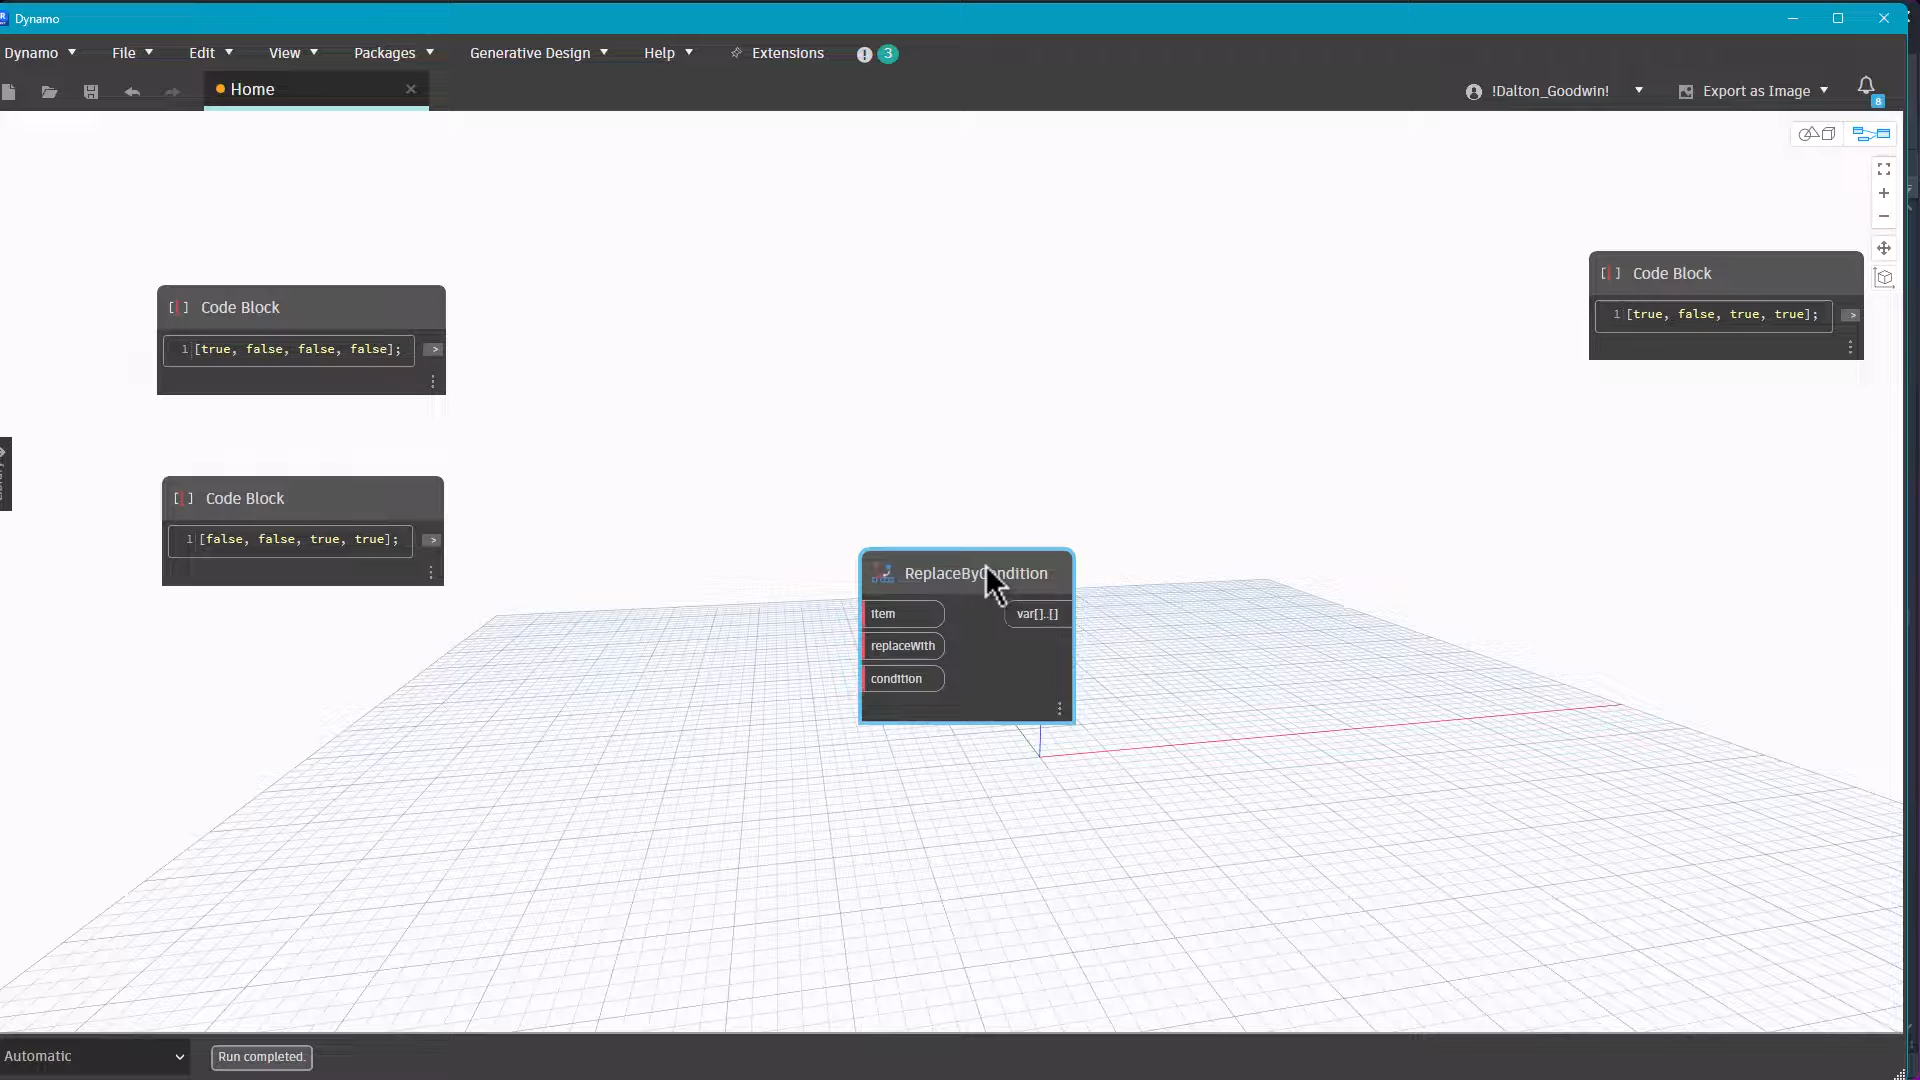 Dynamo
Dynamo File Edit View Packages Generative Design Help Extensions 3
Home !Dalton_Goodwin! Export as Image 8
Code Block
1 [true, false, true, true]; >
Code Block
1 [true, false, false, false]; >
Code Block
1 [false, false, true, true]; >
ReplaceByCondition
item var[]..[]
replaceWith
condition
Automatic Run completed.